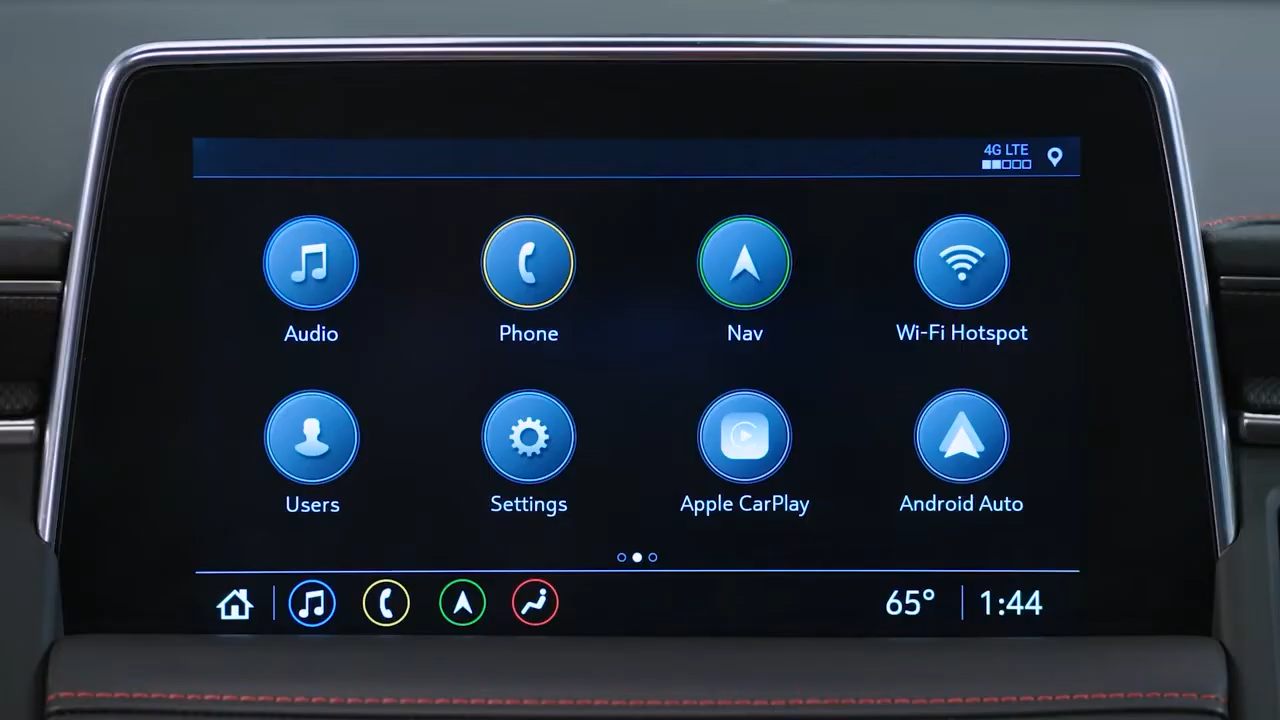 4G LTE
Audio
Phone
Nav
Wi-Fi Hotspot
Users
Settings
Apple CarPlay
Android Auto
65°
1:44